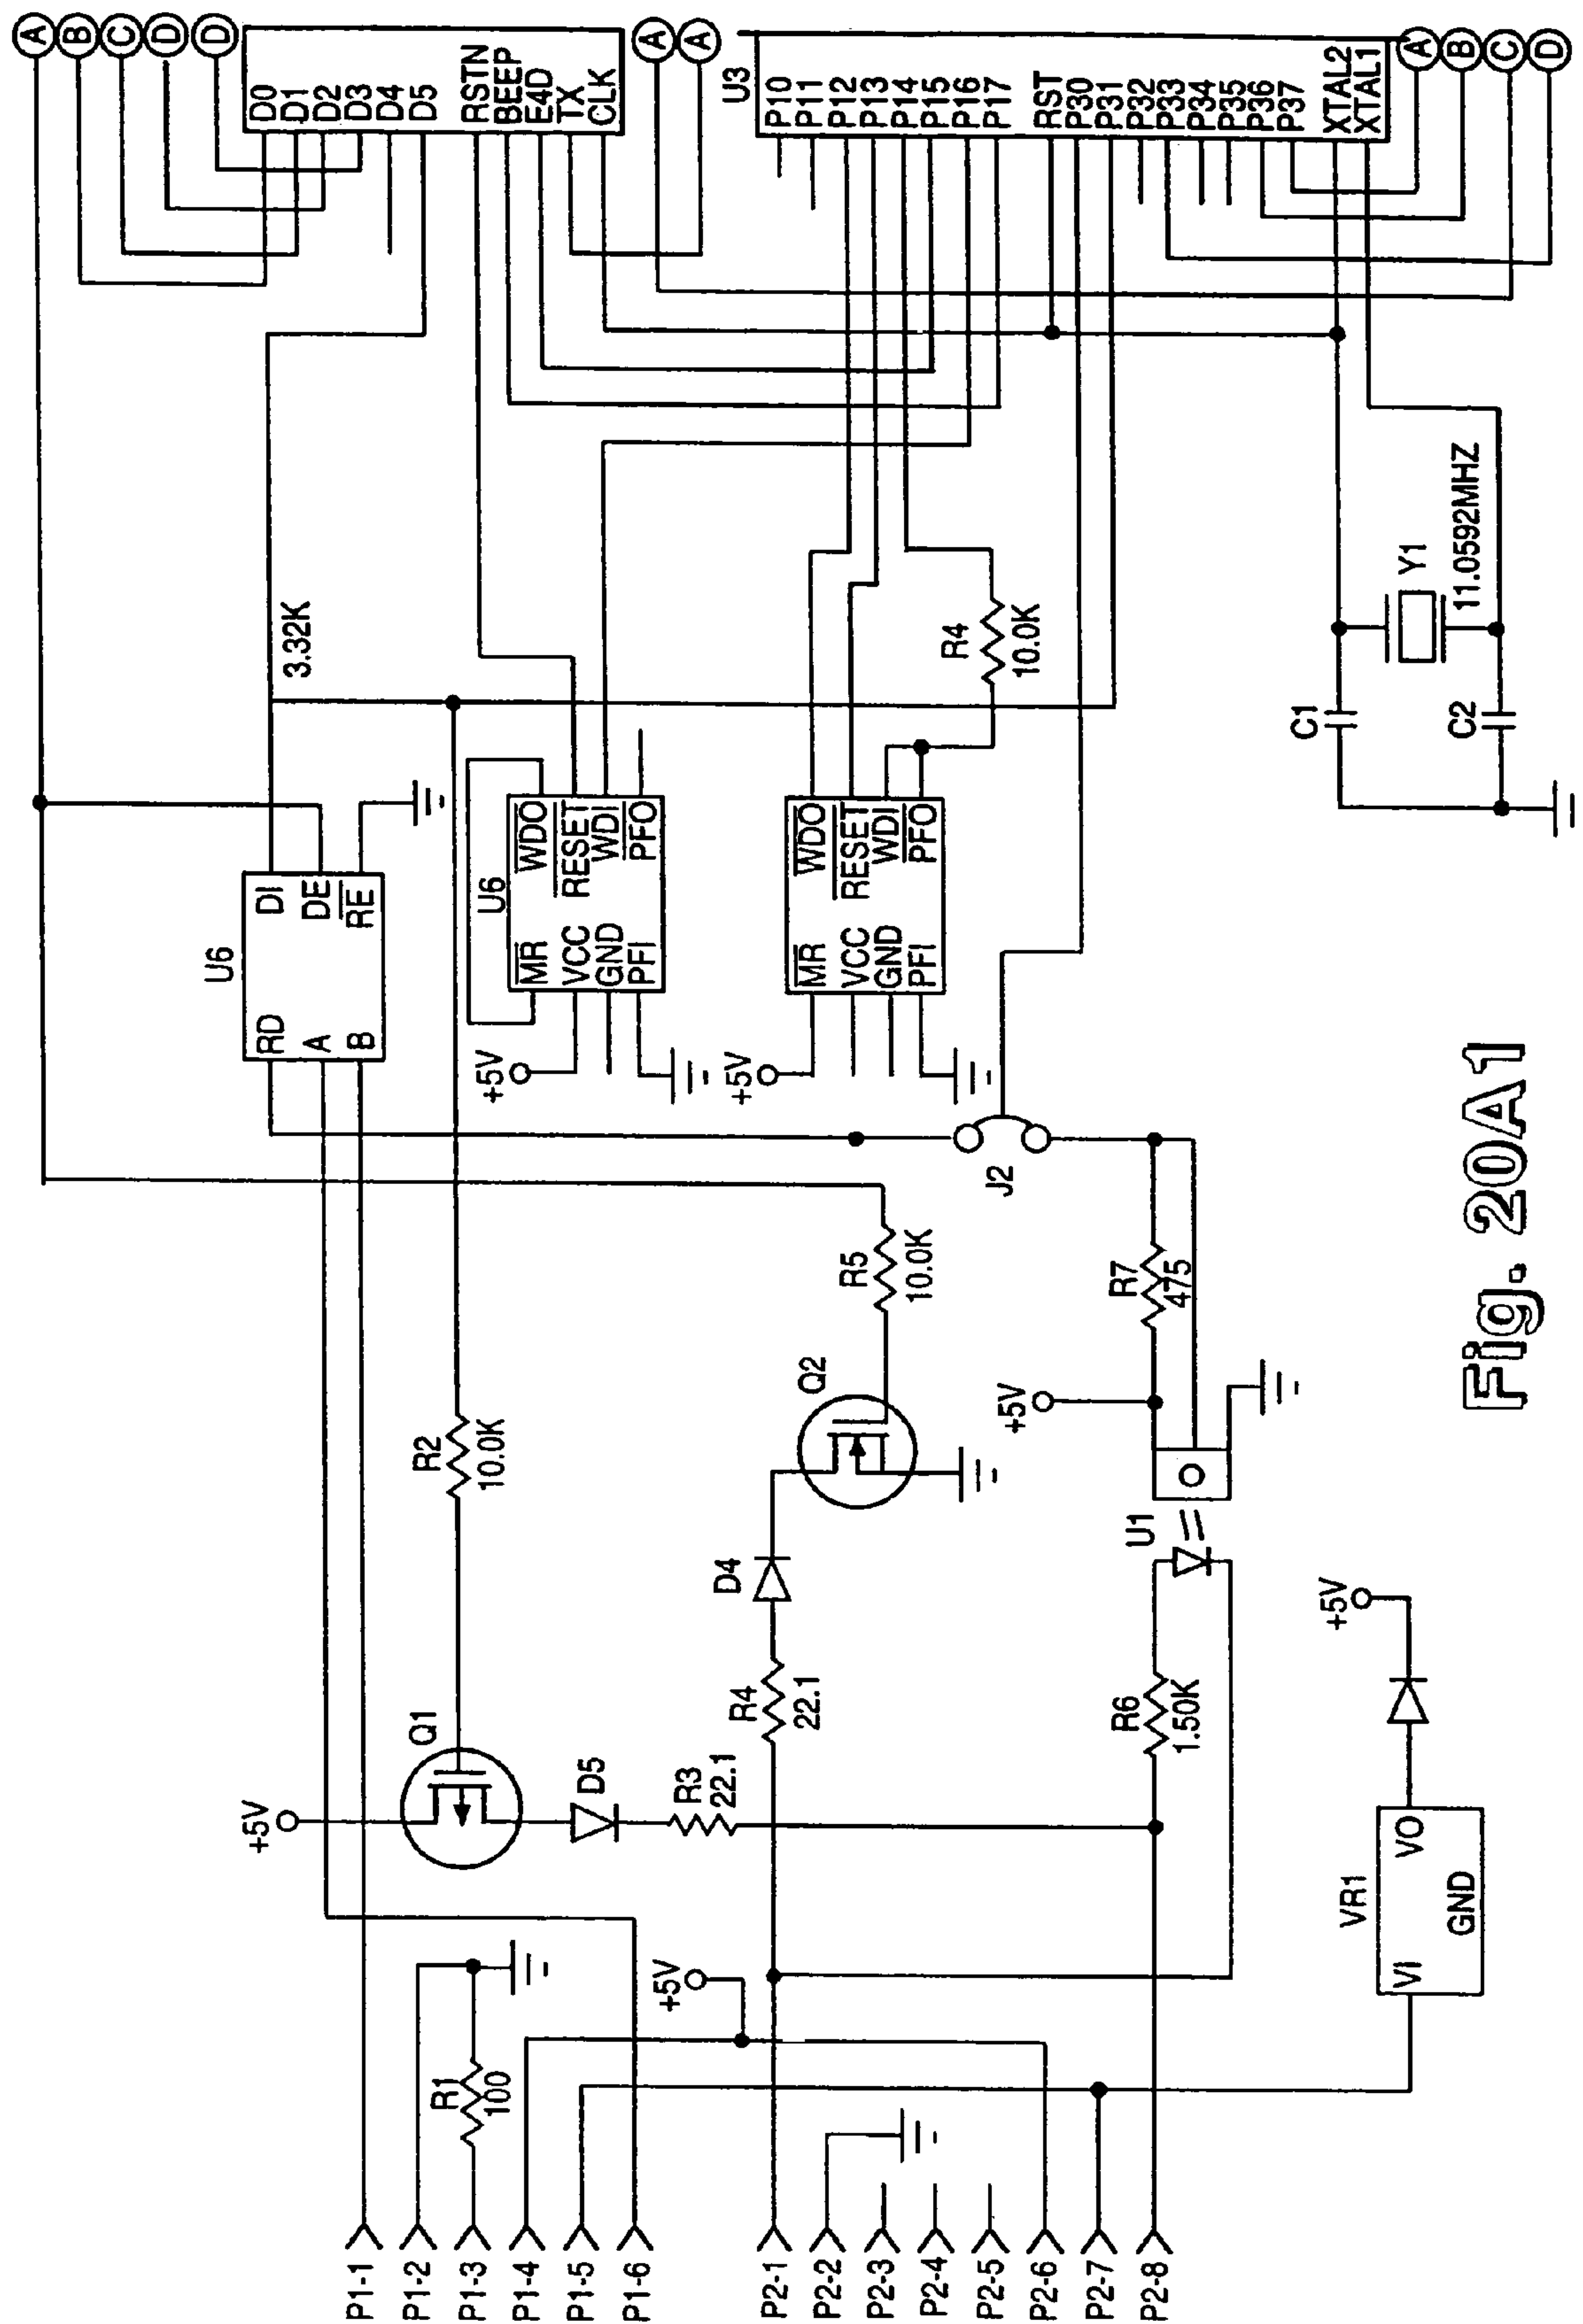 A
B
C
D
D
D0
D1
D2
D3
D4
D5
RSTN
BEEP
E4D
TX
CLK
A
A
U3
P10
P11
P12
P13
P14
P15
P16
P17
RST
P30
P31
P32
P33
P34
P35
P36
P37
XTAL2
XTAL1
A
B
C
D
3.32K
U6
RD
A
B
DI
DE
RE
U6
MR
VCC
GND
PFI
WDO
RESET
WDI
PFO
+5V
MR
VCC
GND
PFI
WDO
RESET
WDI
PFO
+5V
R4
10.0K
C1
C2
Y1
11.0592MHZ
J2
R2
10.0K
R5
10.0K
Q2
R7
475
+5V
U1
D4
R4
22.1
Q1
+5V
D5
R3
22.1
R6
1.50K
+5V
VR1
VI
VO
GND
+5V
R1
100
P1-1
P1-2
P1-3
P1-4
P1-5
P1-6
P2-1
P2-2
P2-3
P2-4
P2-5
P2-6
P2-7
P2-8
Fig. 20A1